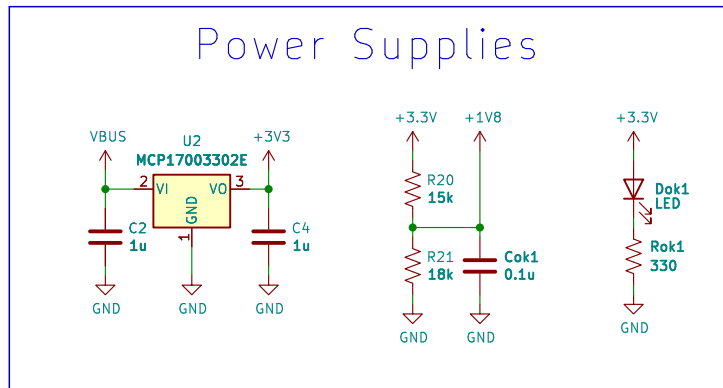 Power Supplies
VBUS
U2
MCP17003302E
+3V3
2
VI
VO
3
GND
1
C2
1u
C4
1u
GND
GND
GND
+3.3V
+1V8
R20
15k
R21
18k
Cok1
0.1u
GND
GND
+3.3V
Dok1
LED
Rok1
330
GND